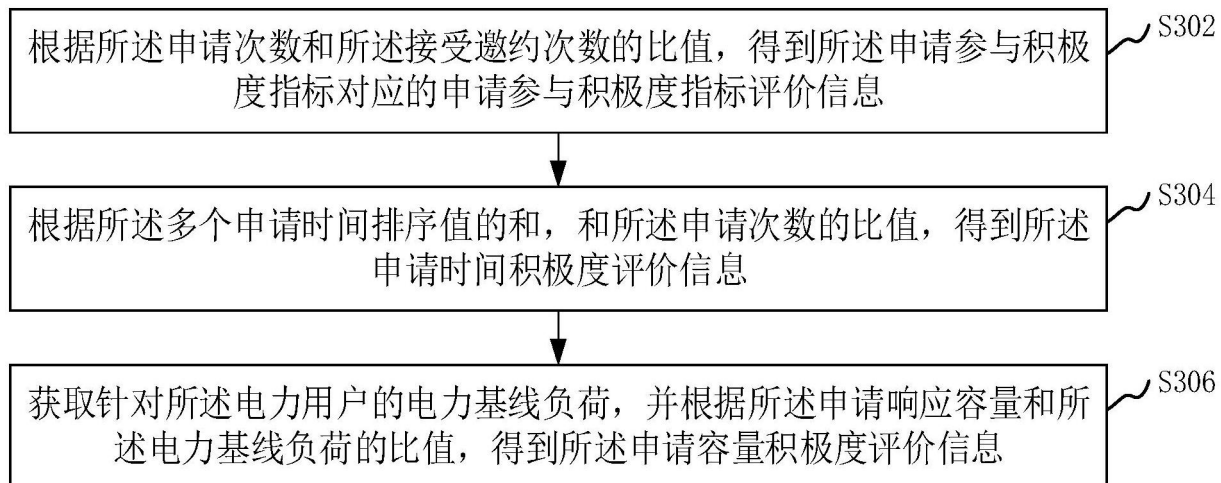 根据所述申请次数和所述接受邀约次数的比值，得到所述申请参与积极
度指标对应的申请参与积极度指标评价信息
S302
根据所述多个申请时间排序值的和，和所述申请次数的比值，得到所述
申请时间积极度评价信息
S304
获取针对所述电力用户的电力基线负荷，并根据所述申请响应容量和所
述电力基线负荷的比值，得到所述申请容量积极度评价信息
S306